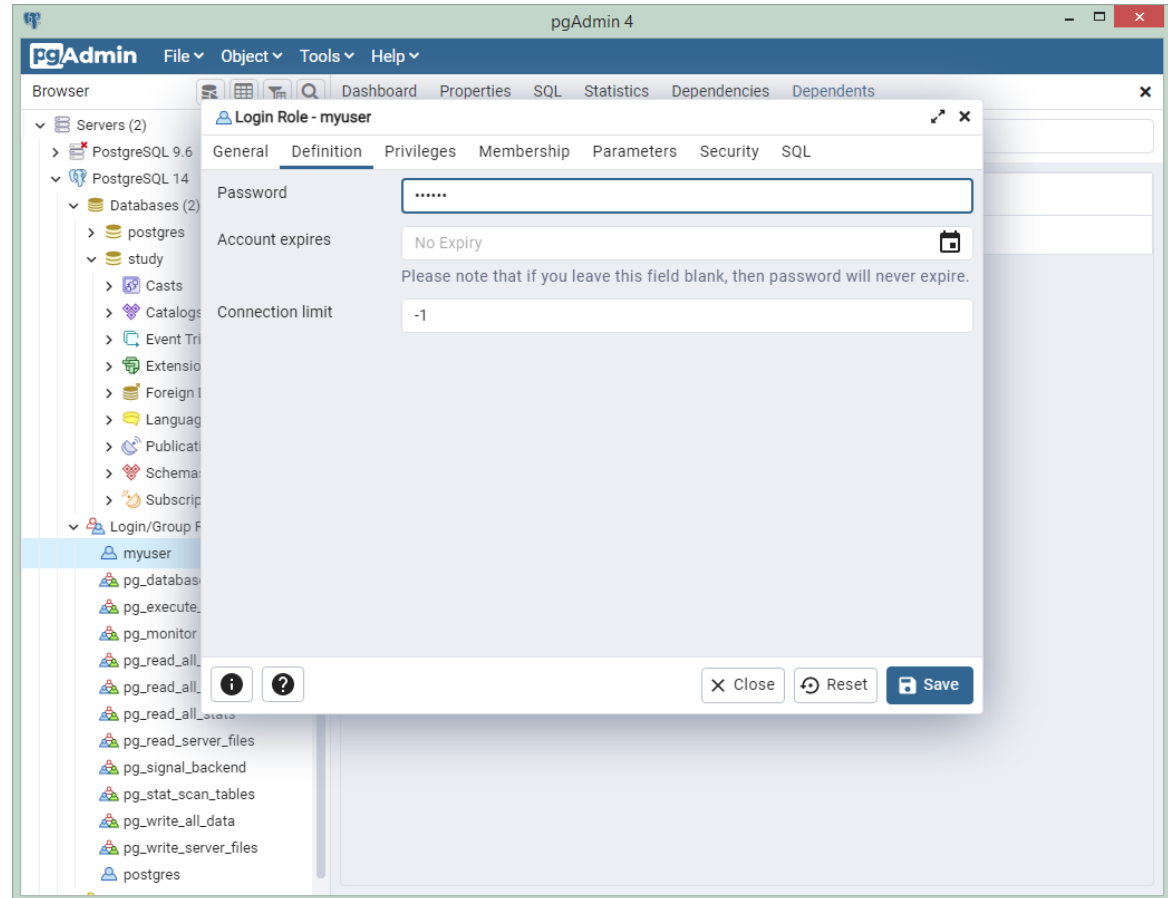 pgAdmin 4
pgAdmin File Object Tools Help
Browser Dashboard Properties SQL Statistics Dependencies Dependents
Servers (2)
PostgreSQL 9.6
PostgreSQL 14
Databases (2)
postgres
study
Casts
Catalogs
Event Tri
Extensio
Foreign
Languag
Publicati
Schema
Subscrip
Login/Group
myuser
pg_databas
pg_execute_
pg_monitor
pg_read_all_
pg_read_all_
pg_read_all_stats
pg_read_server_files
pg_signal_backend
pg_stat_scan_tables
pg_write_all_data
pg_write_server_files
postgres
Login Role - myuser
General Definition Privileges Membership Parameters Security SQL
Password ••••••
Account expires No Expiry
Please note that if you leave this field blank, then password will never expire.
Connection limit -1
Close Reset Save